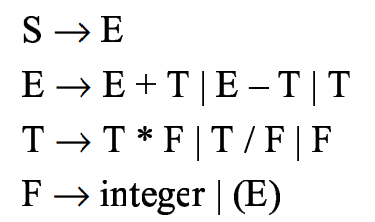 S → E
E → E + T | E – T | T
T → T * F | T / F | F
F → integer | (E)